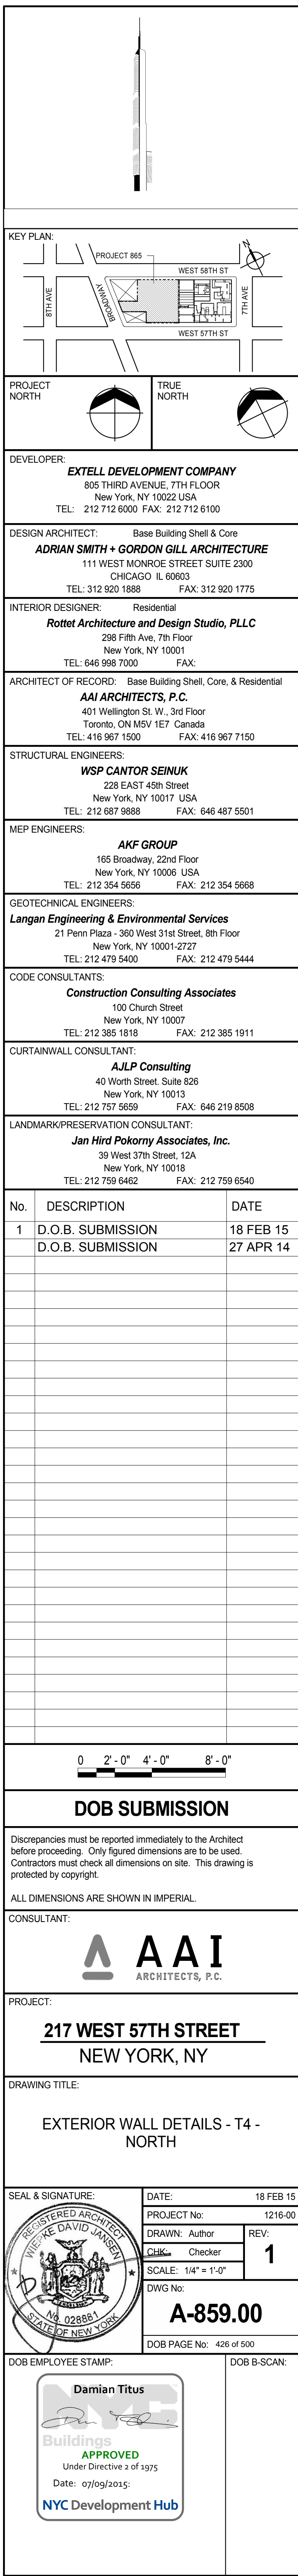 KEY PLAN:
N
PROJECT 865
WEST 58TH ST
8TH AVE
BROADWAY
7TH AVE
WEST 57TH ST
PROJECT
NORTH
TRUE
NORTH
DEVELOPER:
EXTELL DEVELOPMENT COMPANY
805 THIRD AVENUE, 7TH FLOOR
New York, NY 10022 USA
TEL: 212 712 6000 FAX: 212 712 6100
DESIGN ARCHITECT: Base Building Shell & Core
ADRIAN SMITH + GORDON GILL ARCHITECTURE
111 WEST MONROE STREET SUITE 2300
CHICAGO IL 60603
TEL: 312 920 1888 FAX: 312 920 1775
INTERIOR DESIGNER: Residential
Rottet Architecture and Design Studio, PLLC
298 Fifth Ave, 7th Floor
New York, NY 10001
TEL: 646 998 7000 FAX:
ARCHITECT OF RECORD: Base Building Shell, Core, & Residential
AAI ARCHITECTS, P.C.
401 Wellington St. W., 3rd Floor
Toronto, ON M5V 1E7 Canada
TEL: 416 967 1500 FAX: 416 967 7150
STRUCTURAL ENGINEERS:
WSP CANTOR SEINUK
228 EAST 45th Street
New York, NY 10017 USA
TEL: 212 687 9888 FAX: 646 487 5501
MEP ENGINEERS:
AKF GROUP
165 Broadway, 22nd Floor
New York, NY 10006 USA
TEL: 212 354 5656 FAX: 212 354 5668
GEOTECHNICAL ENGINEERS:
Langan Engineering & Environmental Services
21 Penn Plaza - 360 West 31st Street, 8th Floor
New York, NY 10001-2727
TEL: 212 479 5400 FAX: 212 479 5444
CODE CONSULTANTS:
Construction Consulting Associates
100 Church Street
New York, NY 10007
TEL: 212 385 1818 FAX: 212 385 1911
CURTAINWALL CONSULTANT:
AJLP Consulting
40 Worth Street. Suite 826
New York, NY 10013
TEL: 212 757 5659 FAX: 646 219 8508
LANDMARK/PRESERVATION CONSULTANT:
Jan Hird Pokorny Associates, Inc.
39 West 37th Street, 12A
New York, NY 10018
TEL: 212 759 6462 FAX: 212 759 6540
No. DESCRIPTION DATE
1 D.O.B. SUBMISSION 18 FEB 15
D.O.B. SUBMISSION 27 APR 14
0 2' - 0" 4' - 0" 8' - 0"
DOB SUBMISSION
Discrepancies must be reported immediately to the Architect
before proceeding. Only figured dimensions are to be used.
Contractors must check all dimensions on site. This drawing is
protected by copyright.
ALL DIMENSIONS ARE SHOWN IN IMPERIAL.
CONSULTANT:
AAI
ARCHITECTS, P.C.
PROJECT:
217 WEST 57TH STREET
NEW YORK, NY
DRAWING TITLE:
EXTERIOR WALL DETAILS - T4 -
NORTH
SEAL & SIGNATURE:
REGISTERED ARCHITECT
WIETSKE DAVID JANSEN
No. 028881
STATE OF NEW YORK
DATE: 18 FEB 15
PROJECT No: 1216-00
DRAWN: Author
CHK: Checker
SCALE: 1/4" = 1'-0"
REV:
1
DWG No:
A-859.00
DOB PAGE No: 426 of 500
DOB EMPLOYEE STAMP:
Damian Titus
NYC
Buildings
APPROVED
Under Directive 2 of 1975
Date: 07/09/2015:
NYC Development Hub
DOB B-SCAN: